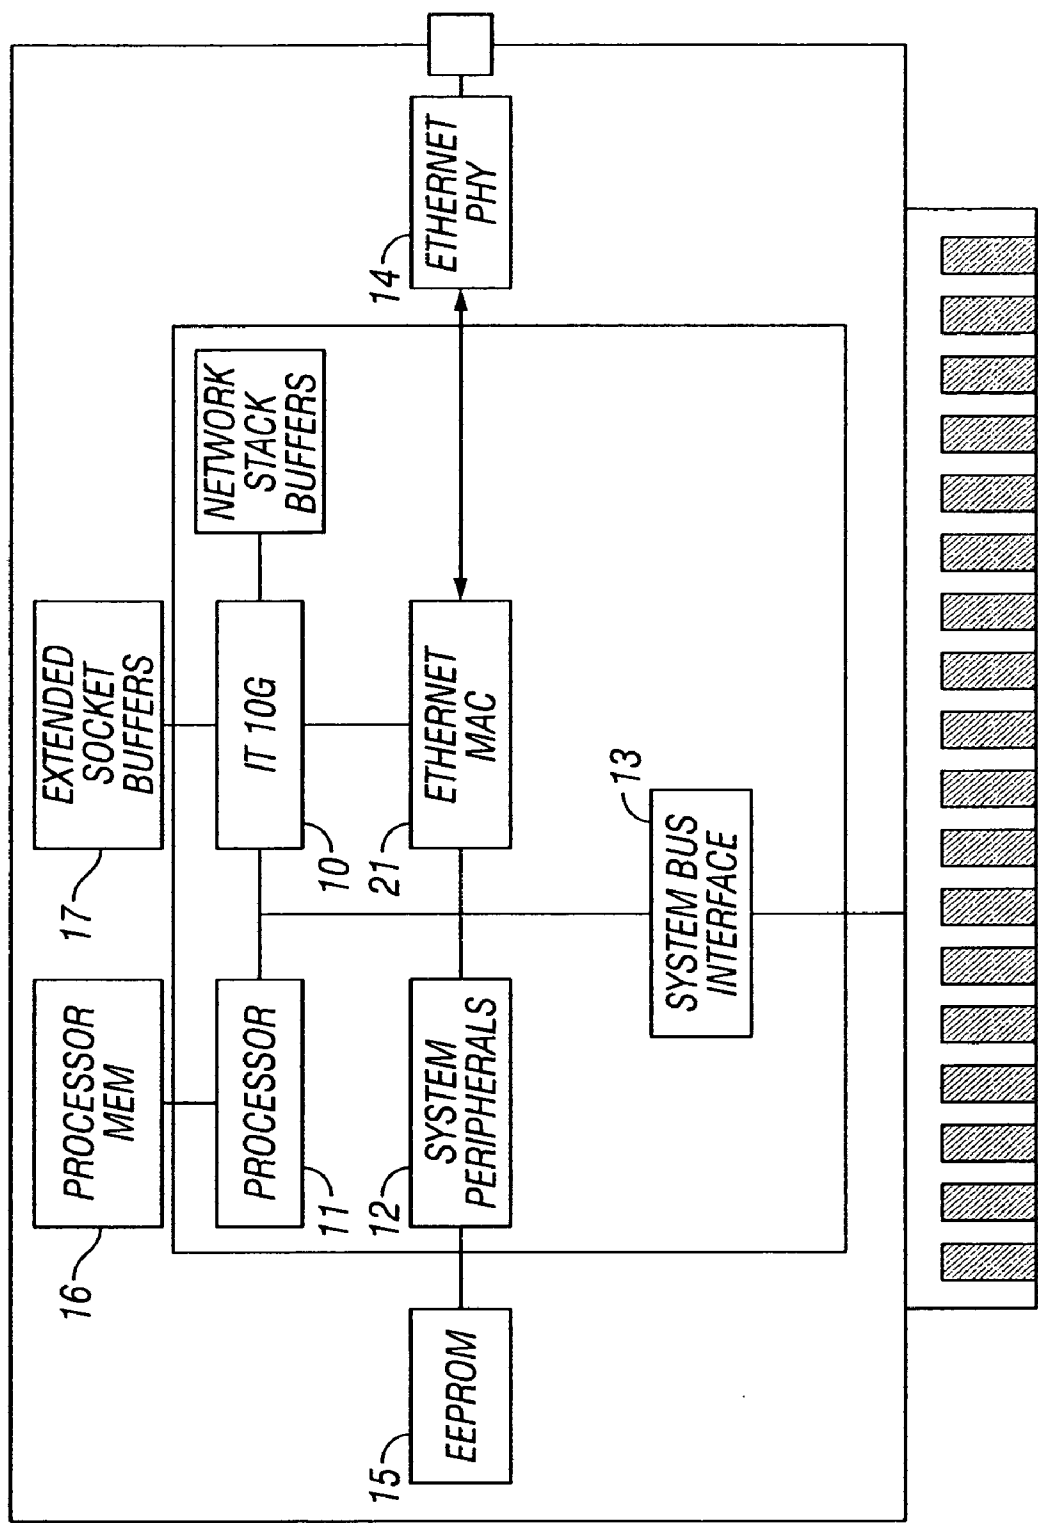 16
PROCESSOR
MEM
17
EXTENDED
SOCKET
BUFFERS
PROCESSOR
11
IT 10G
10
NETWORK
STACK
BUFFERS
15
EEPROM
12
SYSTEM
PERIPHERALS
21
ETHERNET
MAC
14
ETHERNET
PHY
13
SYSTEM BUS
INTERFACE